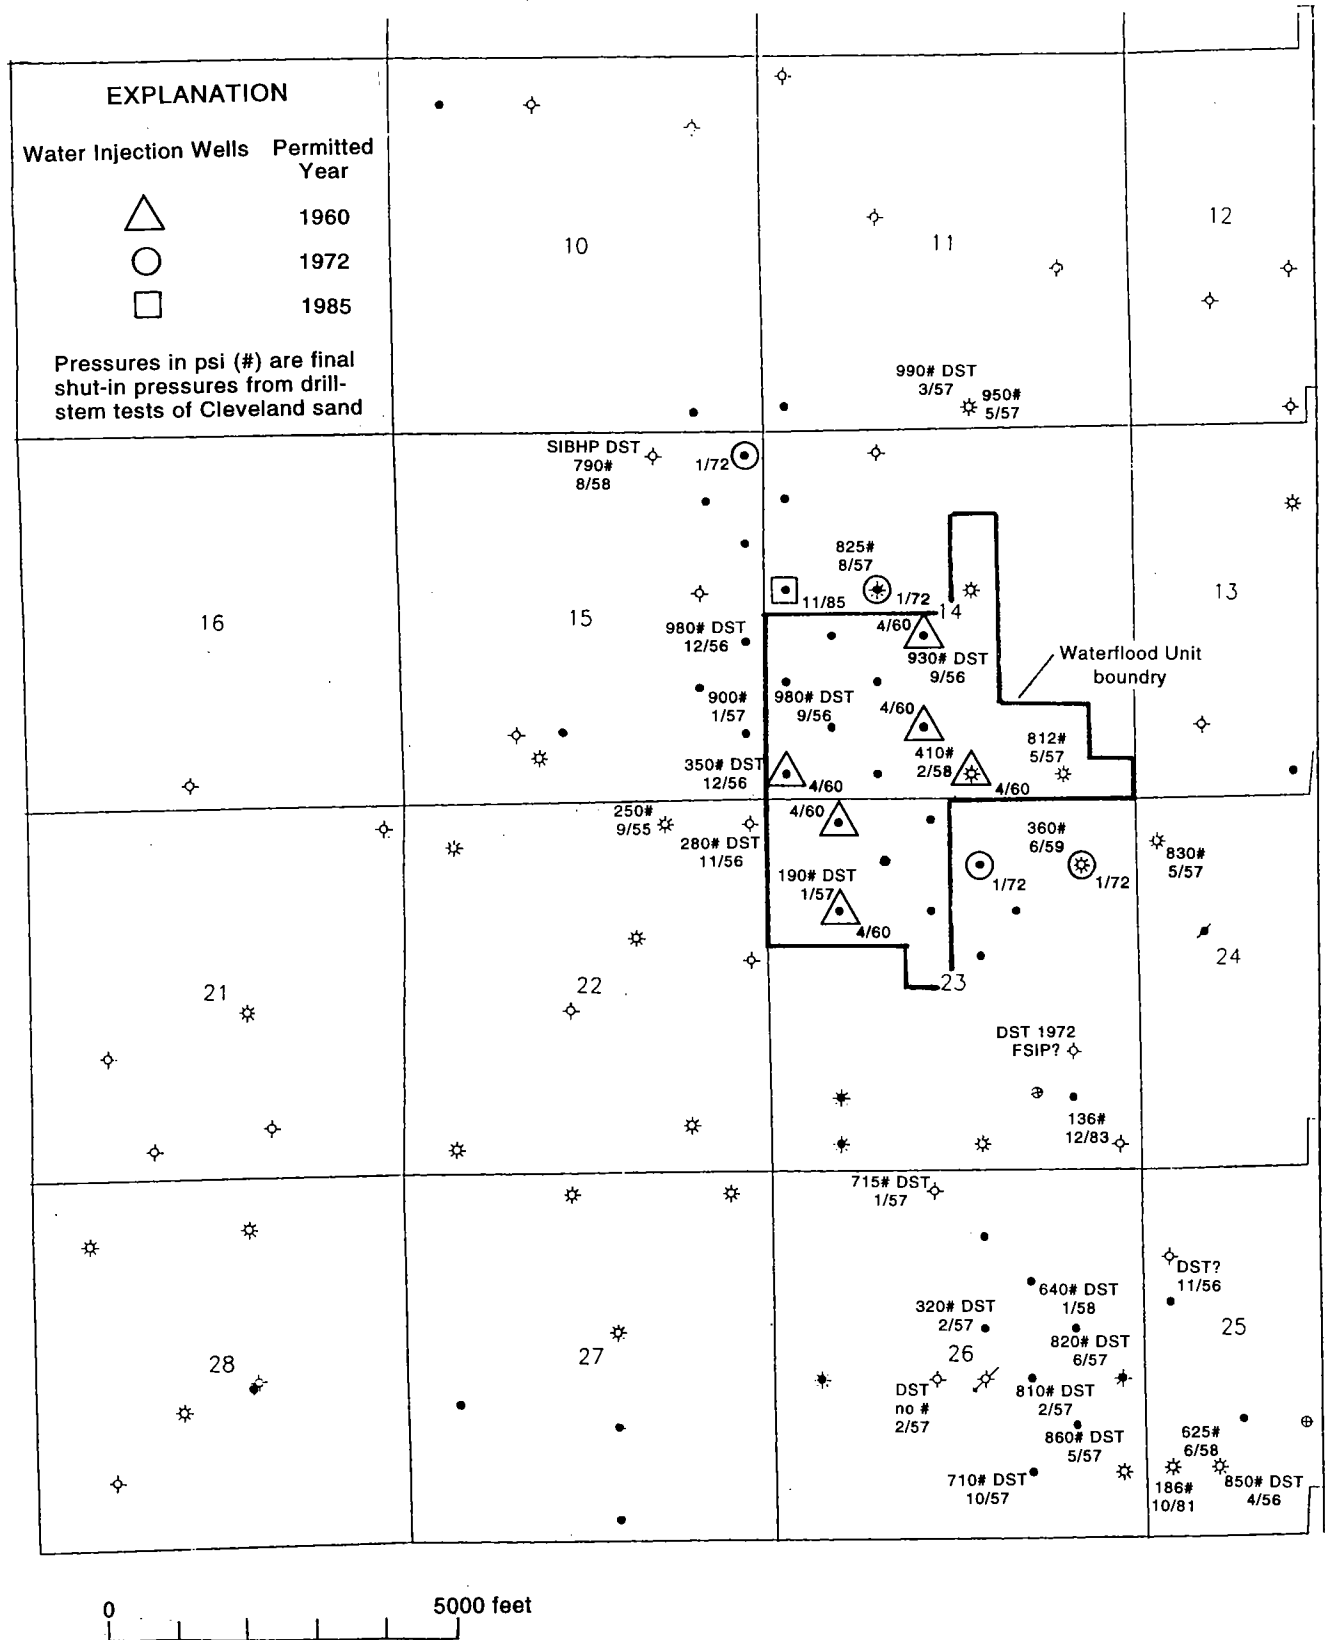 EXPLANATION
Water Injection Wells Permitted
Year
1960
1972
1985
Pressures in psi (#) are final
shut-in pressures from drill-
stem tests of Cleveland sand
10
11
12
990# DST
3/57
950#
5/57
SIBHP DST
790#
8/58
1/72
825#
8/57
16
15
11/85
1/72
14
13
980# DST
12/56
4/60
930# DST
9/56
Waterflood Unit
boundry
900#
1/57
980# DST
9/56
4/60
350# DST
12/56
4/60
410#
2/58
4/60
812#
5/57
250#
9/55
280# DST
11/56
4/60
360#
6/59
830#
5/57
190# DST
1/57
4/60
1/72
1/72
21
22
23
24
DST 1972
FSIP?
136#
12/83
715# DST
1/57
DST?
11/56
640# DST
1/58
320# DST
2/57
820# DST
6/57
28
27
26
25
DST
no #
2/57
810# DST
2/57
860# DST
5/57
625#
6/58
710# DST
10/57
186#
10/81
850# DST
4/56
0 5000 feet